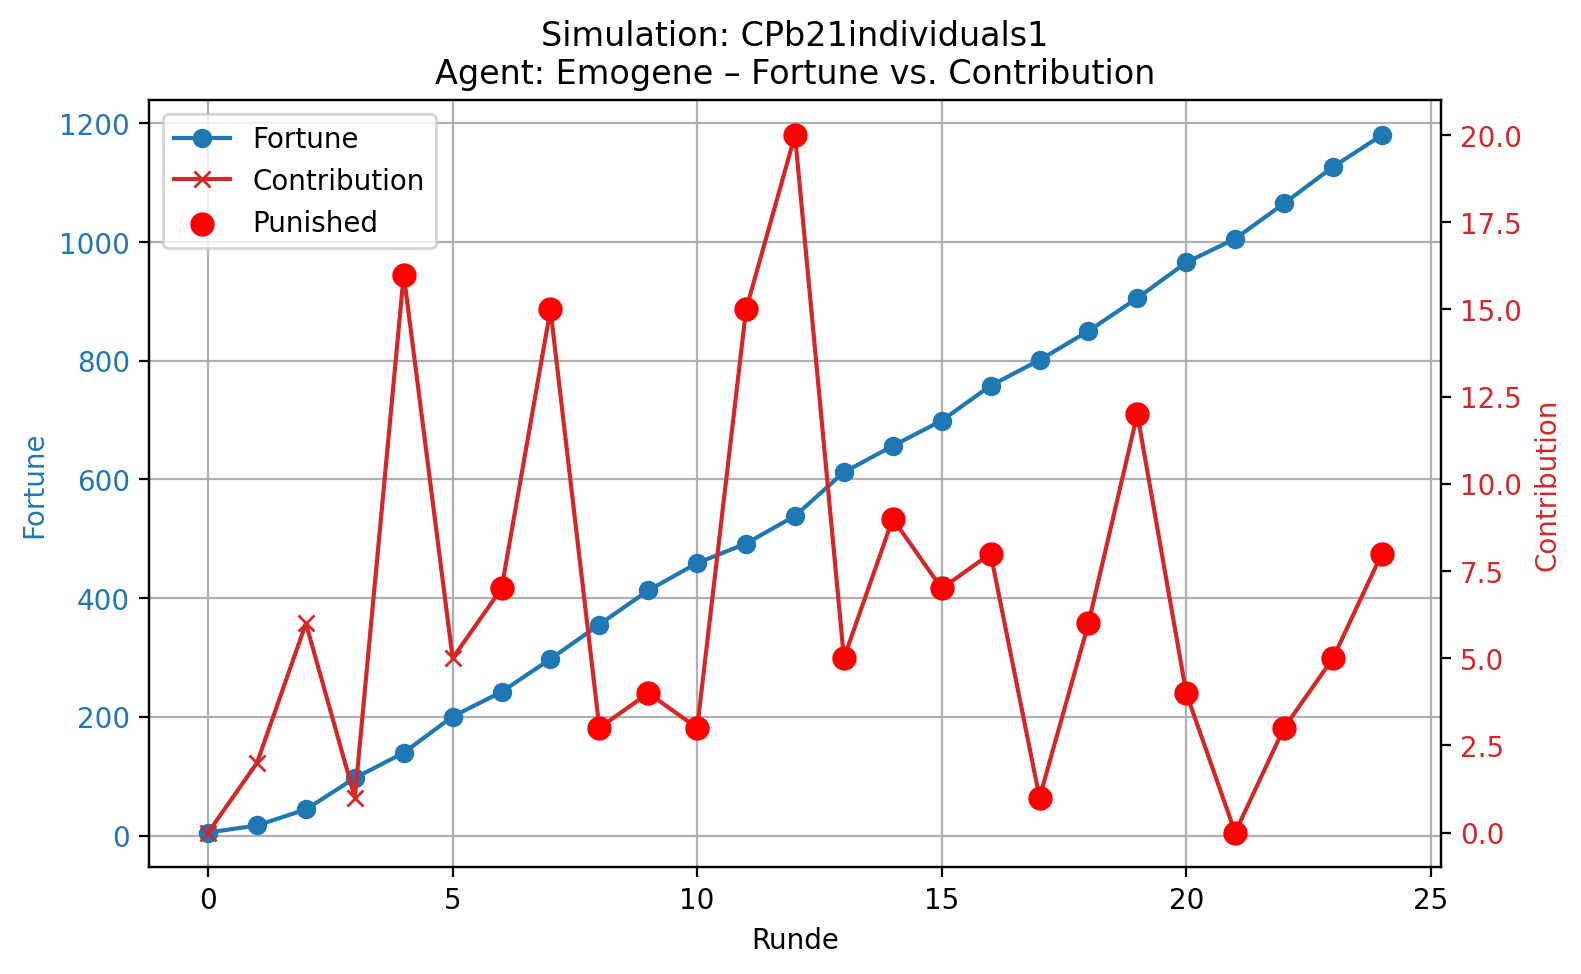 Simulation: CPb21individuals1
Agent: Emogene – Fortune vs. Contribution
Fortune
Contribution
Punished
1200
1000
800
600
400
200
0
Fortune
20.0
17.5
15.0
12.5
10.0
7.5
5.0
2.5
0.0
Contribution
0 5 10 15 20 25
Runde